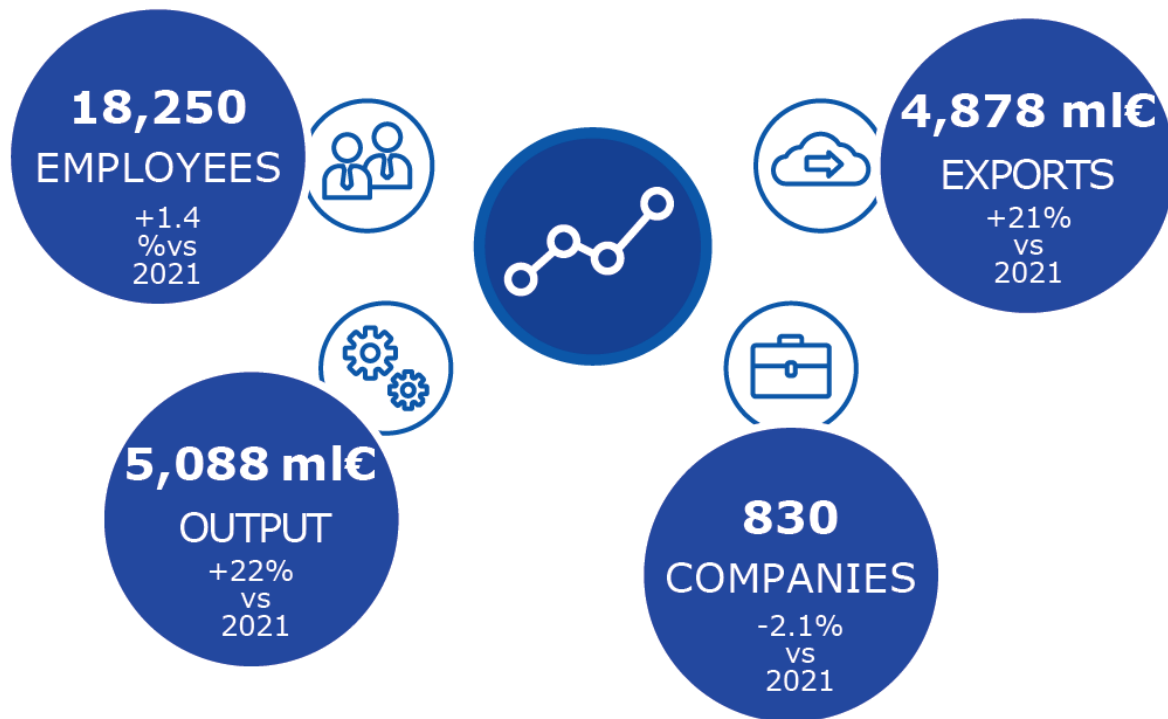 18,250
EMPLOYEES
+1.4
%vs
2021
4,878 ml€
EXPORTS
+21%
vs
2021
5,088 ml€
OUTPUT
+22%
vs
2021
830
COMPANIES
-2.1%
vs
2021